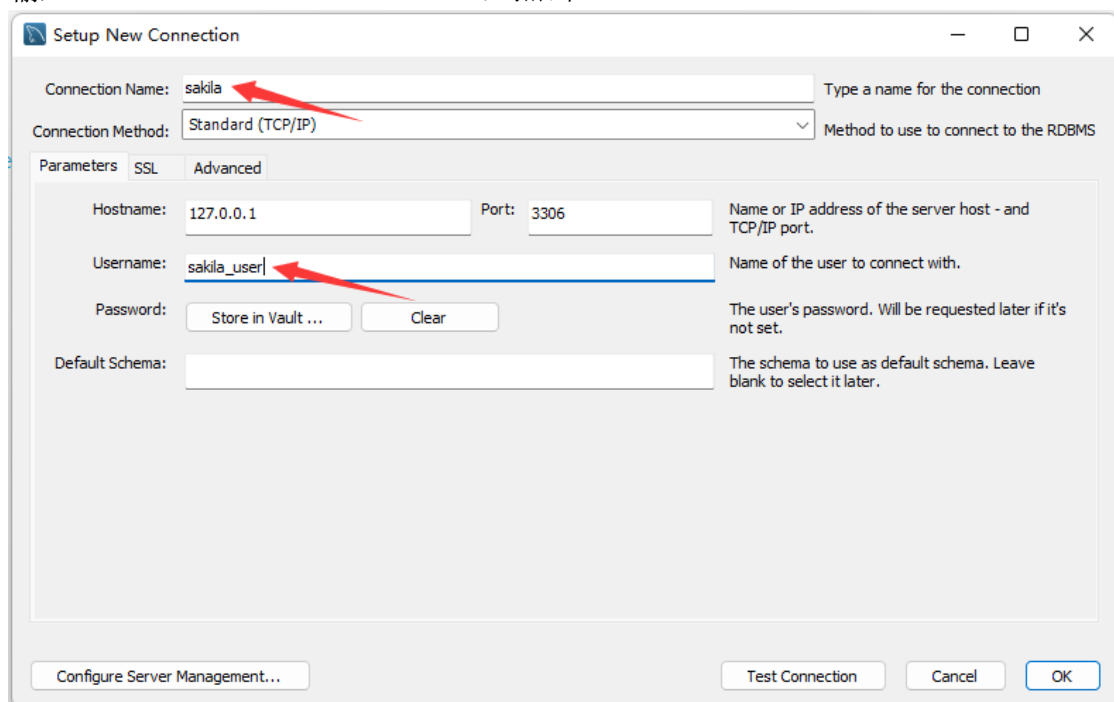 Setup New Connection
Connection Name: sakila Type a name for the connection
Connection Method: Standard (TCP/IP) Method to use to connect to the RDBMS
Parameters SSL Advanced
Hostname: 127.0.0.1 Port: 3306 Name or IP address of the server host - and
TCP/IP port.
Username: sakila_user Name of the user to connect with.
Password: Store in Vault ... Clear The user's password. Will be requested later if it's
not set.
Default Schema: The schema to use as default schema. Leave
blank to select it later.
Configure Server Management... Test Connection Cancel OK